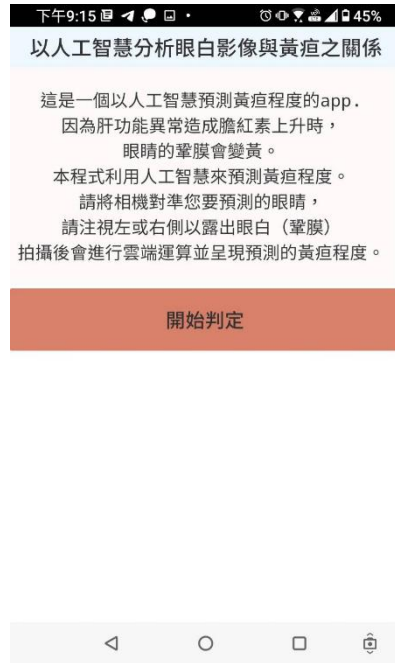 下午9:15 45%
以人工智慧分析眼白影像與黃疸之關係
這是一個以人工智慧預測黃疸程度的app.
因為肝功能異常造成膽紅素上升時，
眼睛的鞏膜會變黃。
本程式利用人工智慧來預測黃疸程度。
請將相機對準您要預測的眼睛，
請注視左或右側以露出眼白（鞏膜）
拍攝後會進行雲端運算並呈現預測的黃疸程度。
開始判定